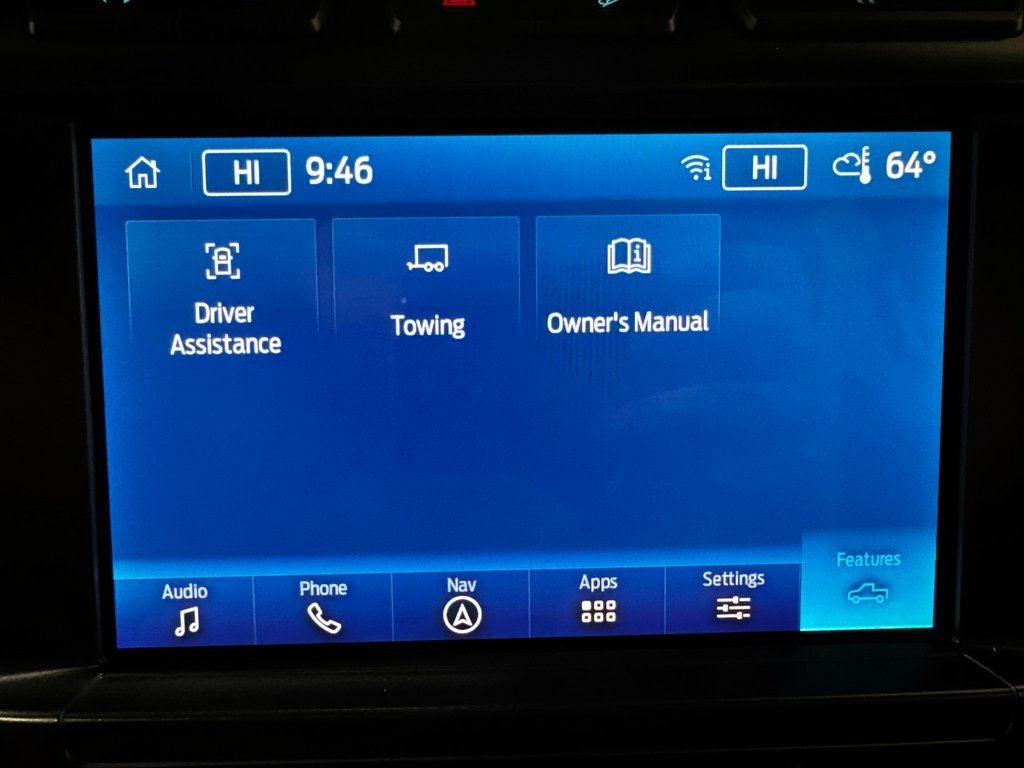 HI 9:46 HI 64°
Driver
Assistance
Towing
Owner's Manual
Audio
Phone
Nav
Apps
Settings
Features